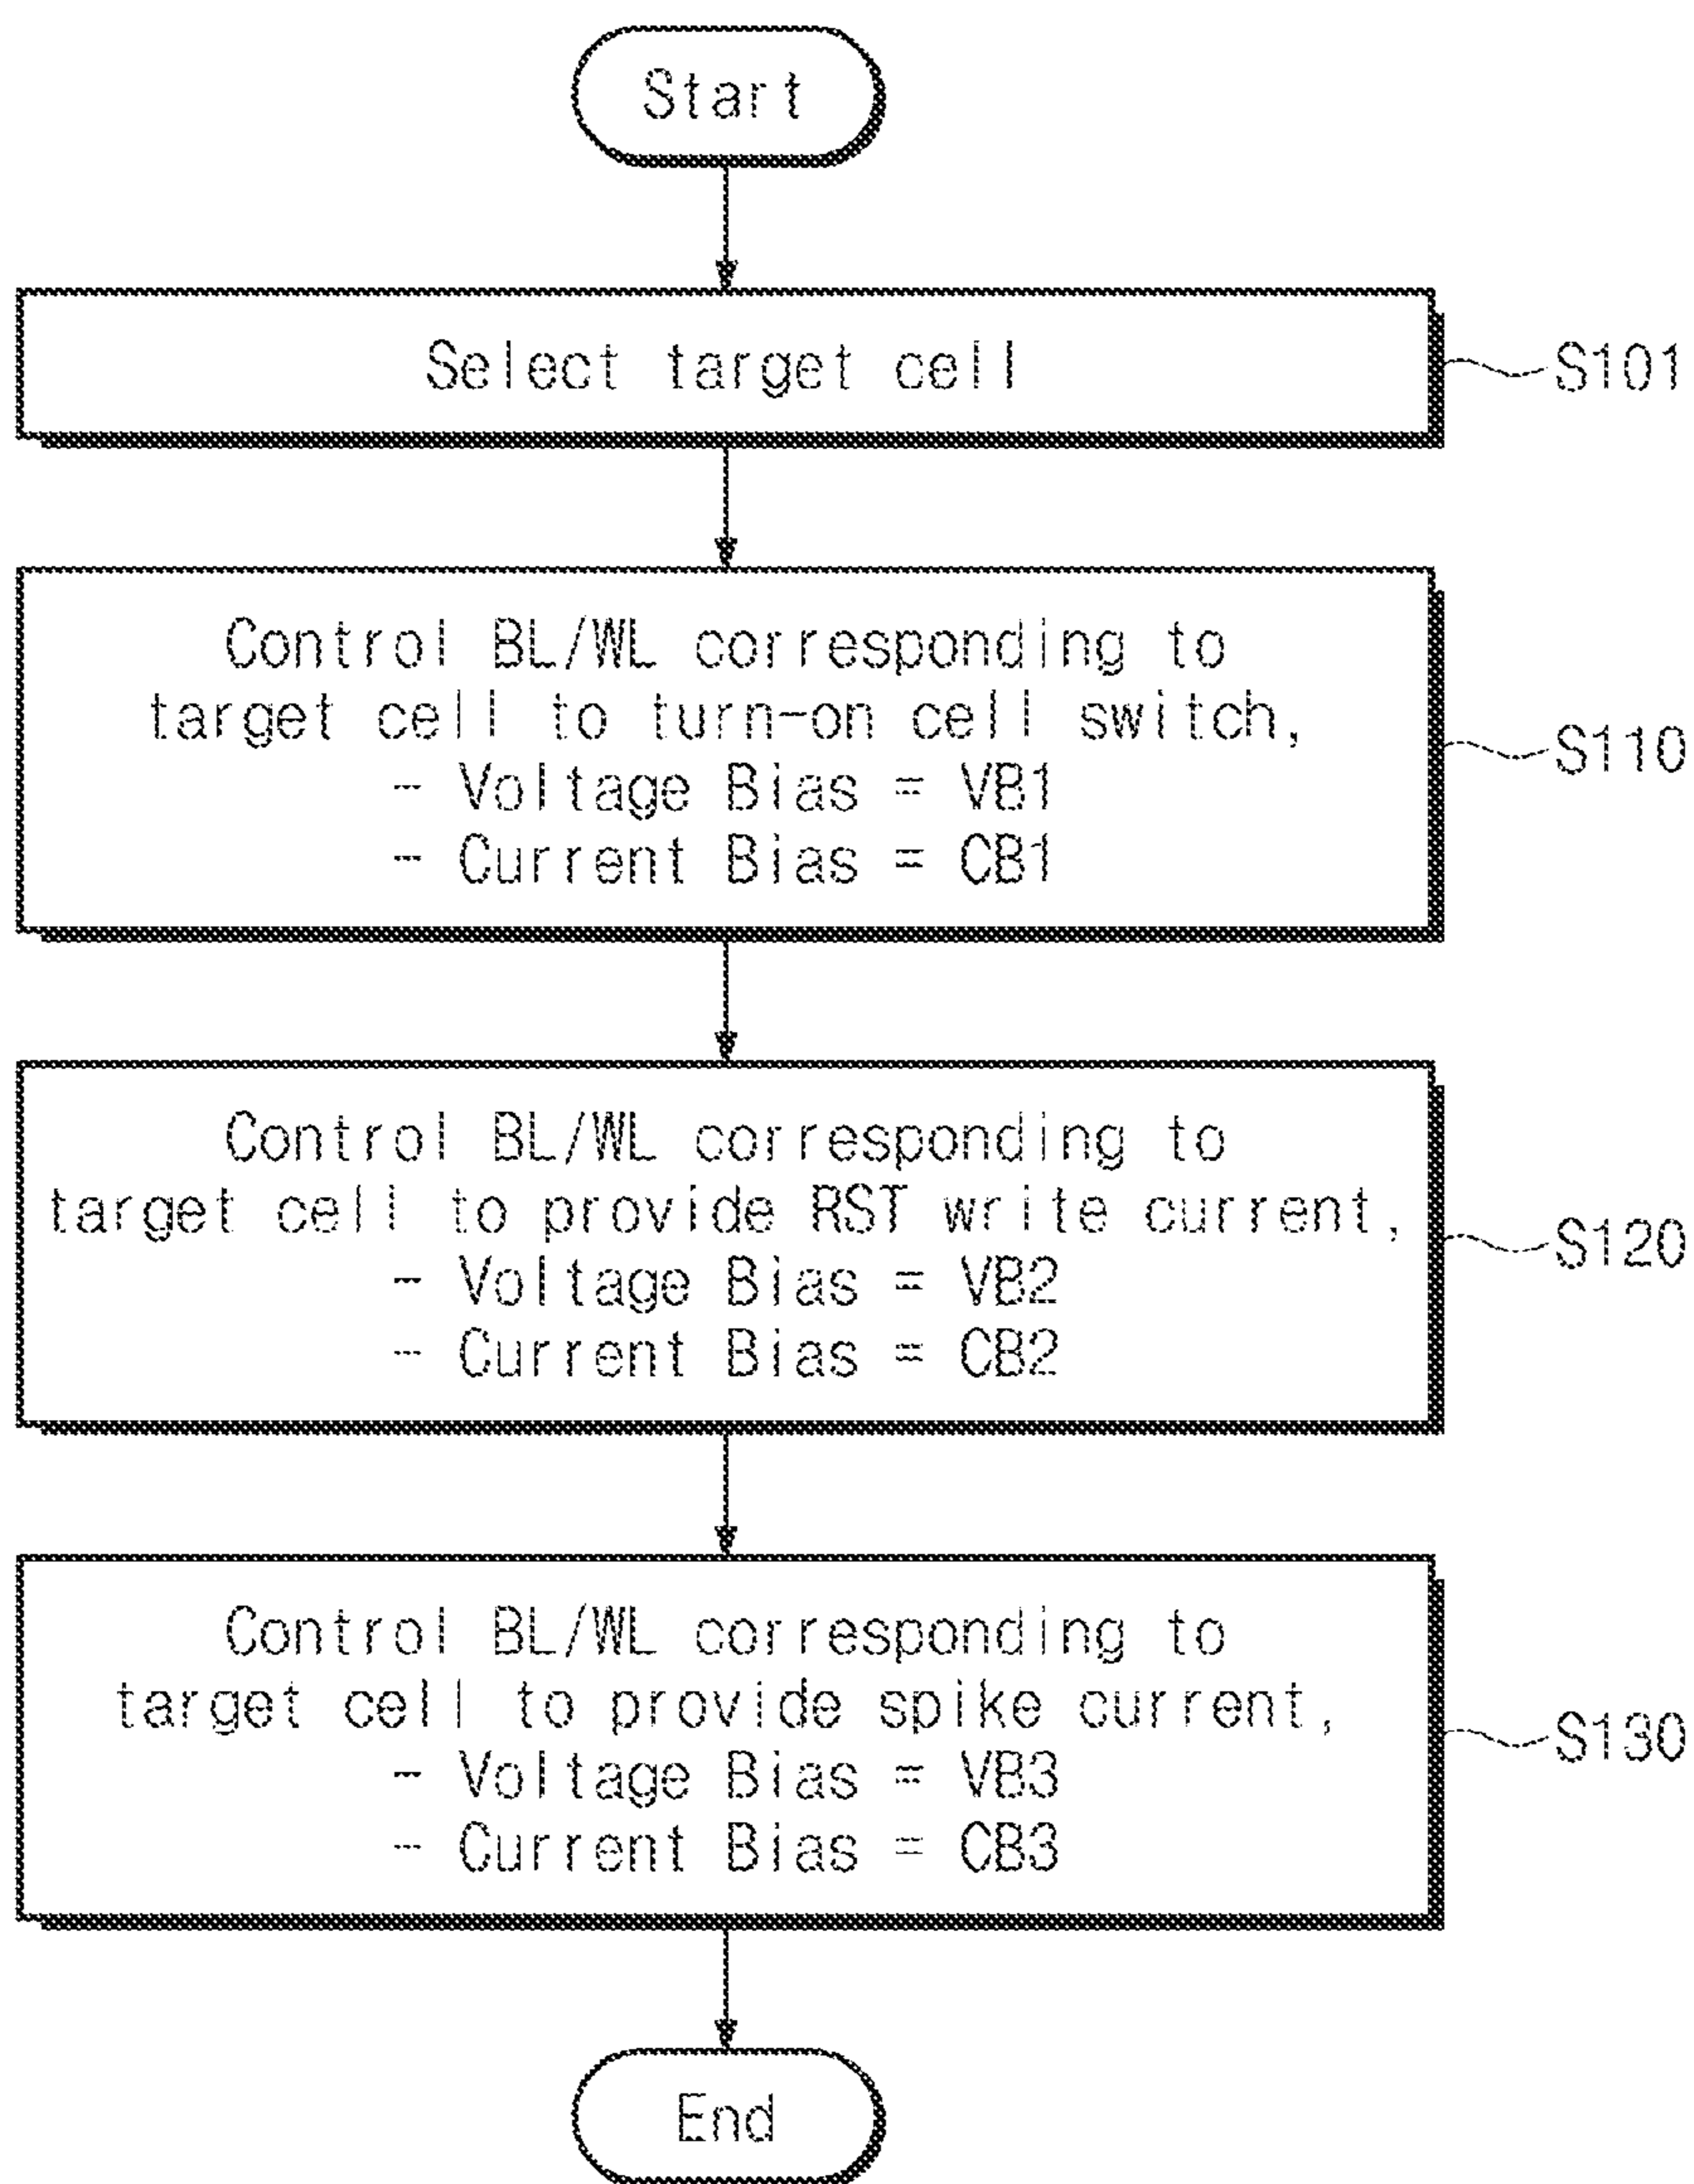 Start
Select target cell
S101
Control BL/WL corresponding to
target cell to turn-on cell switch,
- Voltage Bias = VB1
- Current Bias = CB1
S110
Control BL/WL corresponding to
target cell to provide RST write current,
- Voltage Bias = VB2
- Current Bias = CB2
S120
Control BL/WL corresponding to
target cell to provide spike current,
- Voltage Bias = VB3
- Current Bias = CB3
S130
End